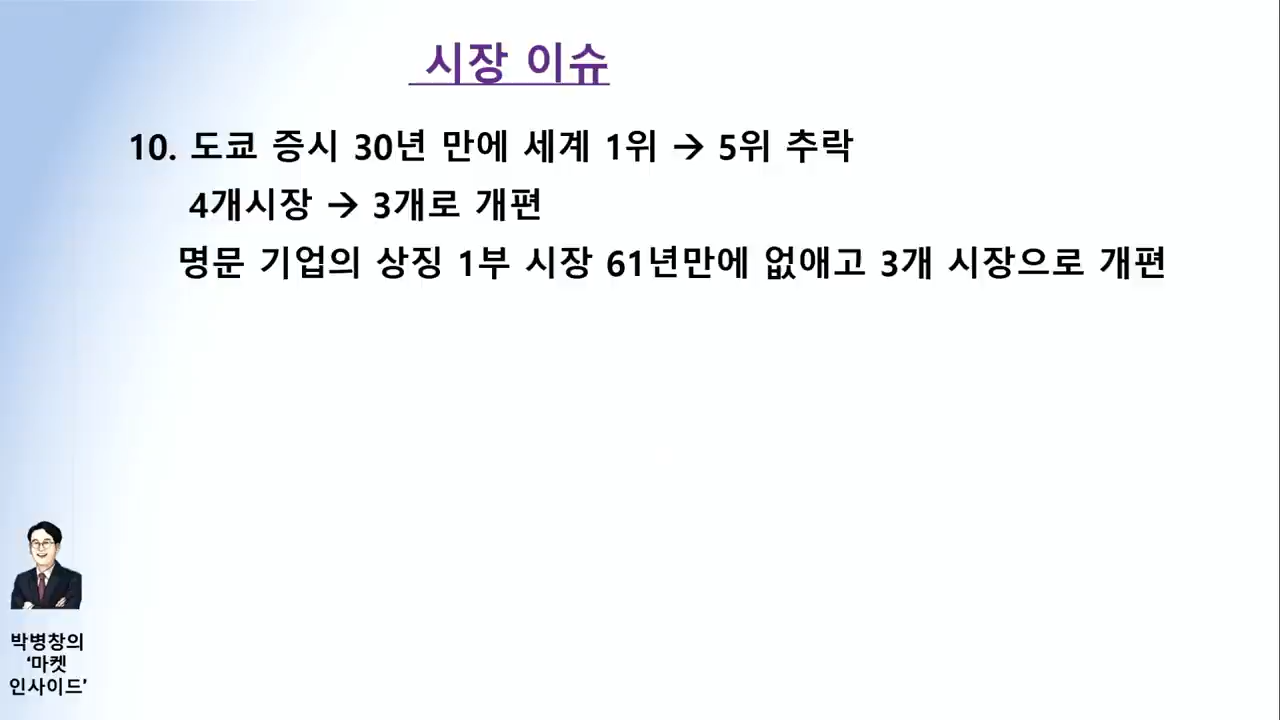 시장 이슈
10. 도쿄 증시 30년 만에 세계 1위 → 5위 추락
4개시장 → 3개로 개편
명문 기업의 상징 1부 시장 61년만에 없애고 3개 시장으로 개편
박병창의
‘마켓
인사이드’